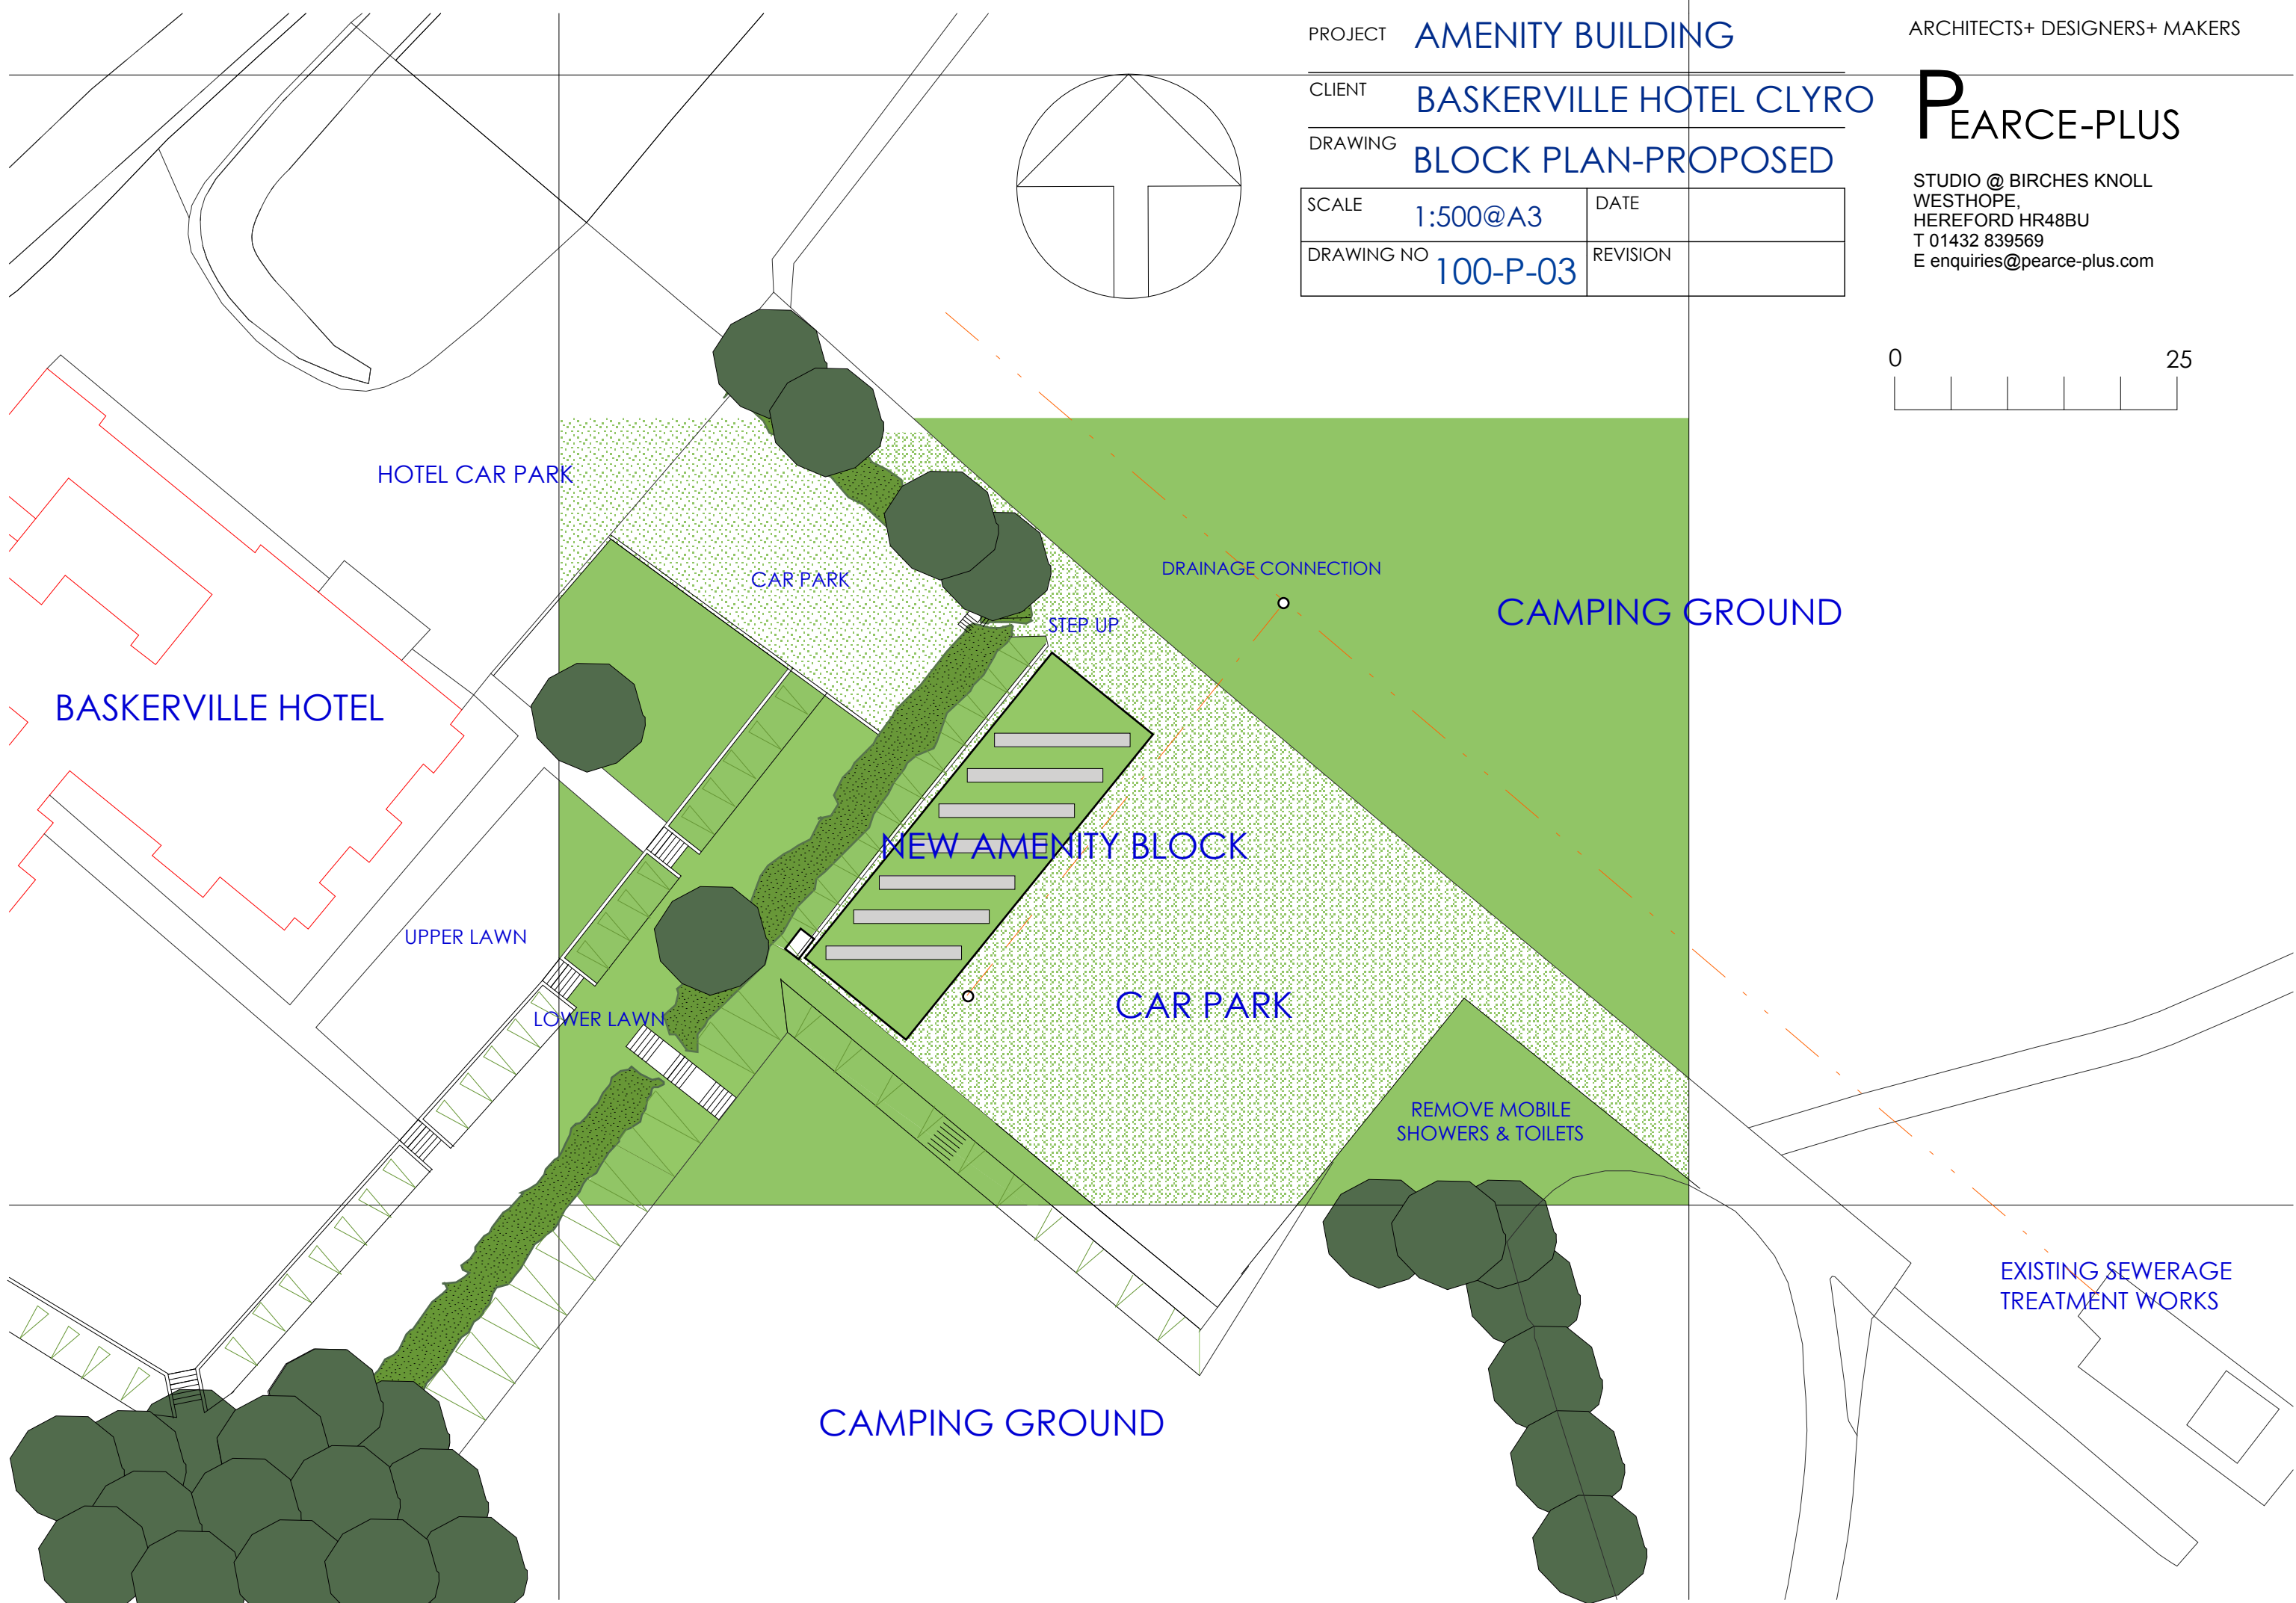 PROJECT AMENITY BUILDING
CLIENT BASKERVILLE HOTEL CLYRO
DRAWING BLOCK PLAN-PROPOSED
SCALE 1:500@A3 DATE
DRAWING NO 100-P-03 REVISION
ARCHITECTS+ DESIGNERS+ MAKERS
PEARCE-PLUS
STUDIO @ BIRCHES KNOLL
WESTHOPE,
HEREFORD HR48BU
T 01432 839569
E enquiries@pearce-plus.com
0 25
HOTEL CAR PARK
CAR PARK
DRAINAGE CONNECTION
STEP UP
CAMPING GROUND
BASKERVILLE HOTEL
NEW AMENITY BLOCK
UPPER LAWN
LOWER LAWN
CAR PARK
REMOVE MOBILE
SHOWERS & TOILETS
EXISTING SEWERAGE
TREATMENT WORKS
CAMPING GROUND